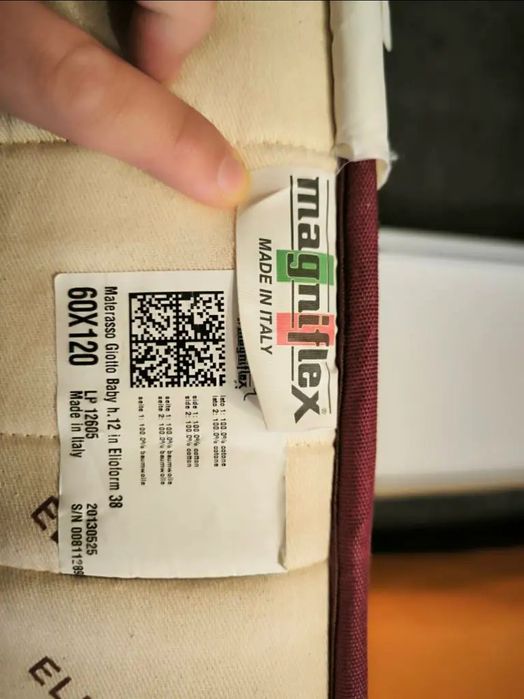 magniflex®
MADE IN ITALY
magniflex
lato 1: 100.0% cotone
lato 2: 100.0% cotone
side 1: 100.0% cotton
side 2: 100.0% cotton
seite 1: 100.0% baumwolle
seite 2: 100.0% baumwolle
Materasso Giotto Baby h.12 in Elioform 38
60X120
LP 12605
20130525
Made in Italy
S/N